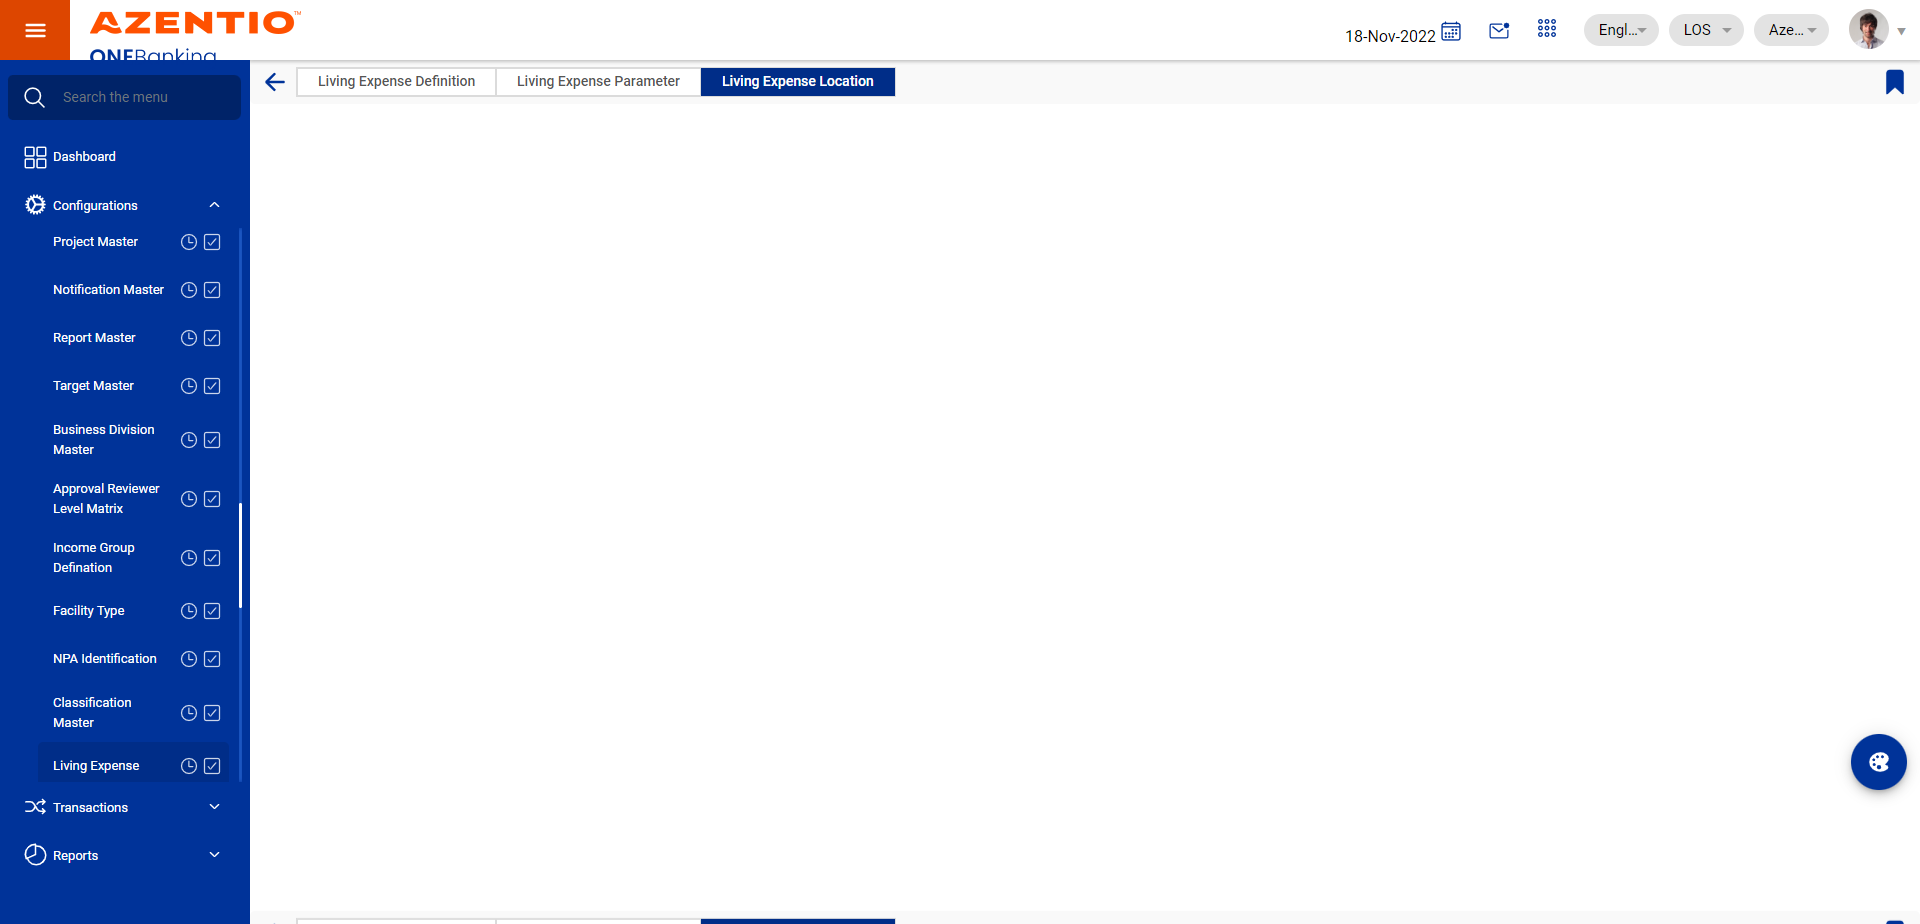 AZENTIO™
ONEBanking
18-Nov-2022
Engl...
LOS
Aze...
Search the menu
Living Expense Definition
Living Expense Parameter
Living Expense Location
Dashboard
Configurations
Project Master
Notification Master
Report Master
Target Master
Business Division
Master
Approval Reviewer
Level Matrix
Income Group
Defination
Facility Type
NPA Identification
Classification
Master
Living Expense
Transactions
Reports